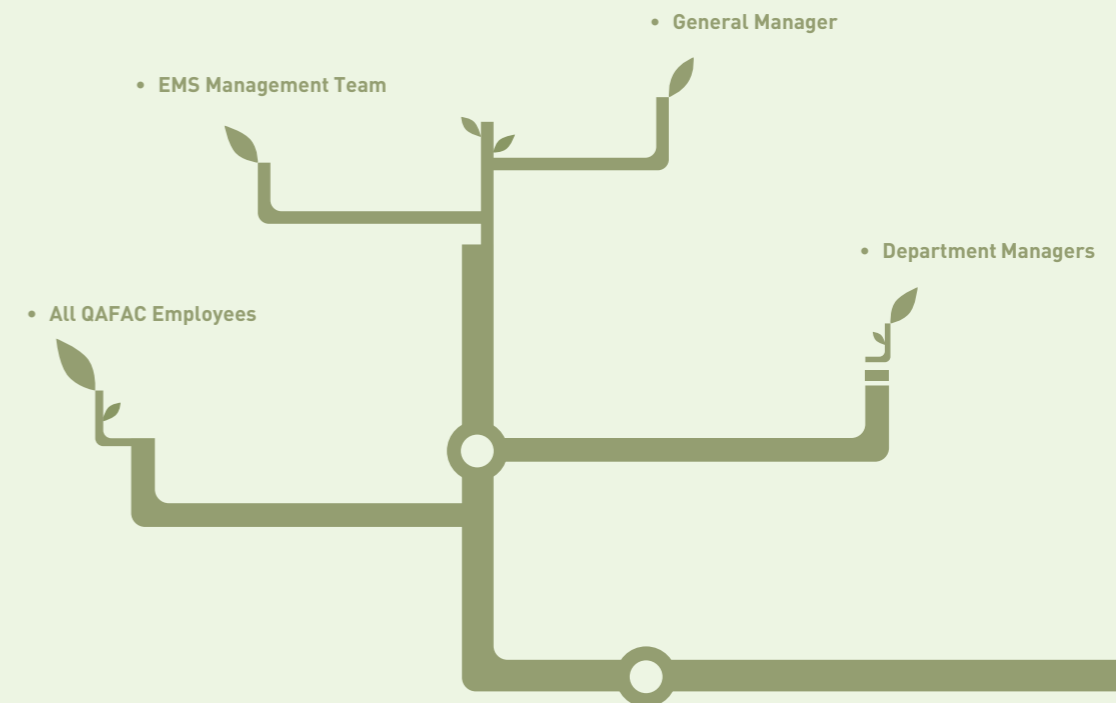 • General Manager
• EMS Management Team
• Department Managers
• All QAFAC Employees